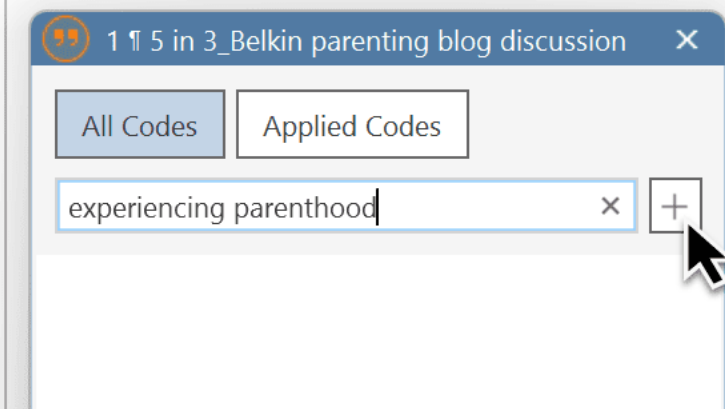 1 ¶ 5 in 3_Belkin parenting blog discussion
All Codes Applied Codes
experiencing parenthood